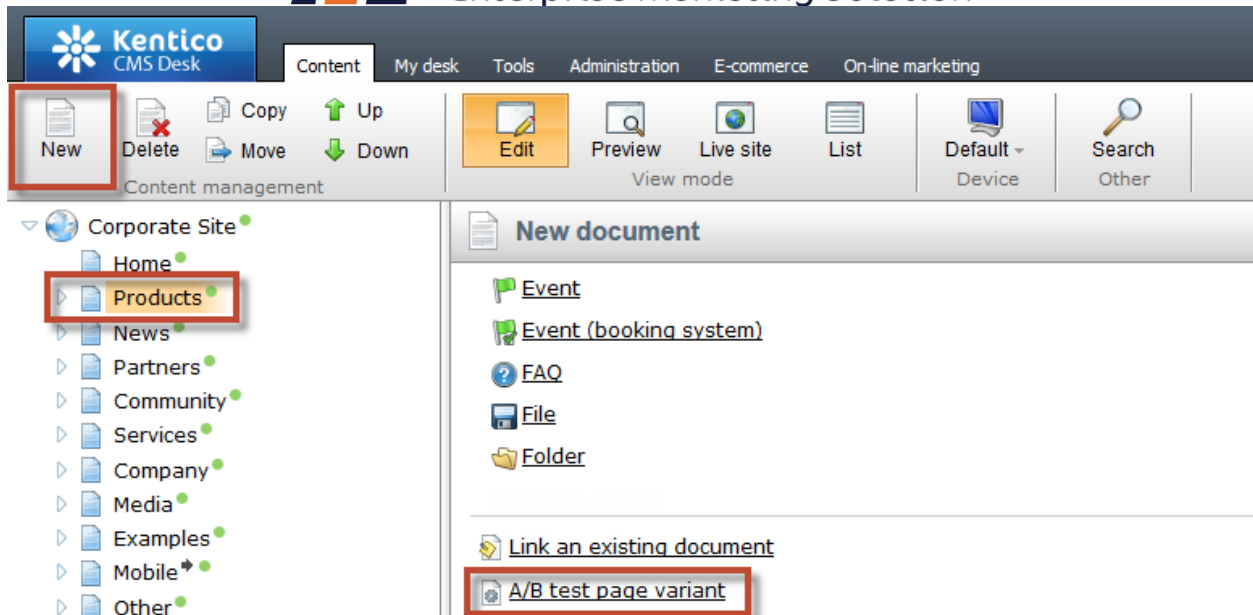 Kentico
CMS Desk
Content My desk Tools Administration E-commerce On-line marketing
New Delete Copy Move Up Down
Content management
Edit Preview Live site List
View mode
Default
Device
Search
Other
Corporate Site
Home
Products
News
Partners
Community
Services
Company
Media
Examples
Mobile
Other
New document
Event
Event (booking system)
FAQ
File
Folder
Link an existing document
A/B test page variant